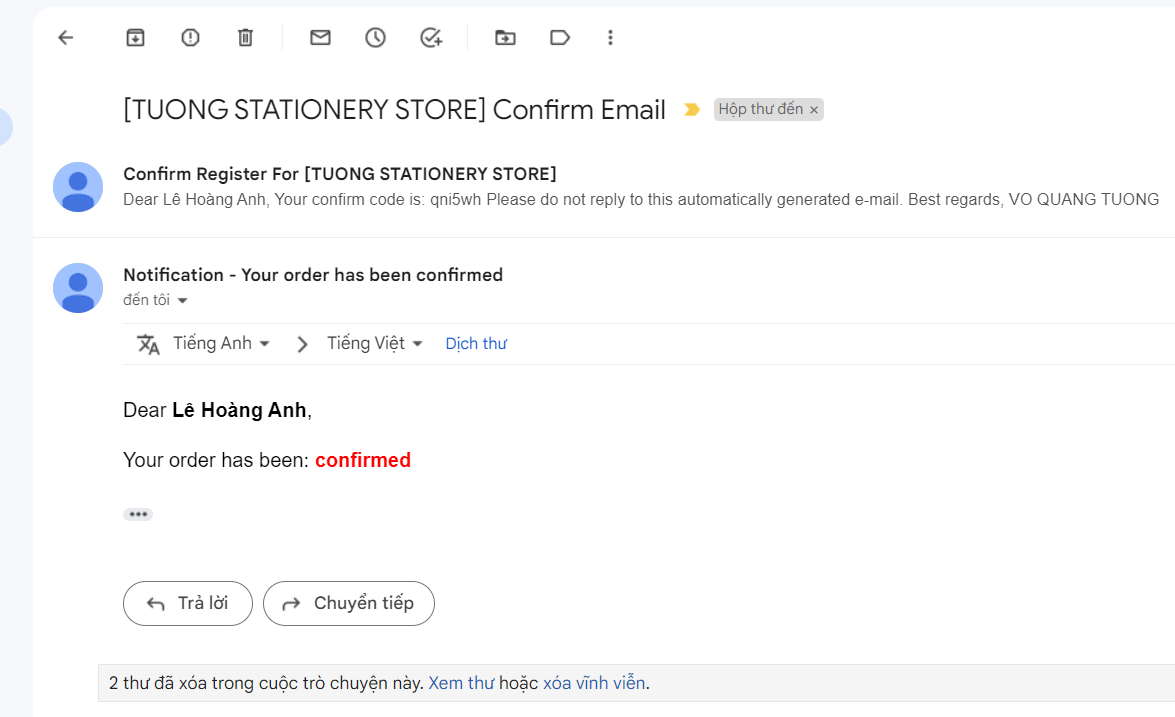 [TUONG STATIONERY STORE] Confirm Email Hộp thư đến ×
Confirm Register For [TUONG STATIONERY STORE]
Dear Lê Hoàng Anh, Your confirm code is: qni5wh Please do not reply to this automatically generated e-mail. Best regards, VO QUANG TUONG
Notification - Your order has been confirmed
đến tôi
Tiếng Anh > Tiếng Việt Dịch thư
Dear Lê Hoàng Anh,
Your order has been: confirmed
Trả lời Chuyển tiếp
2 thư đã xóa trong cuộc trò chuyện này. Xem thư hoặc xóa vĩnh viễn.